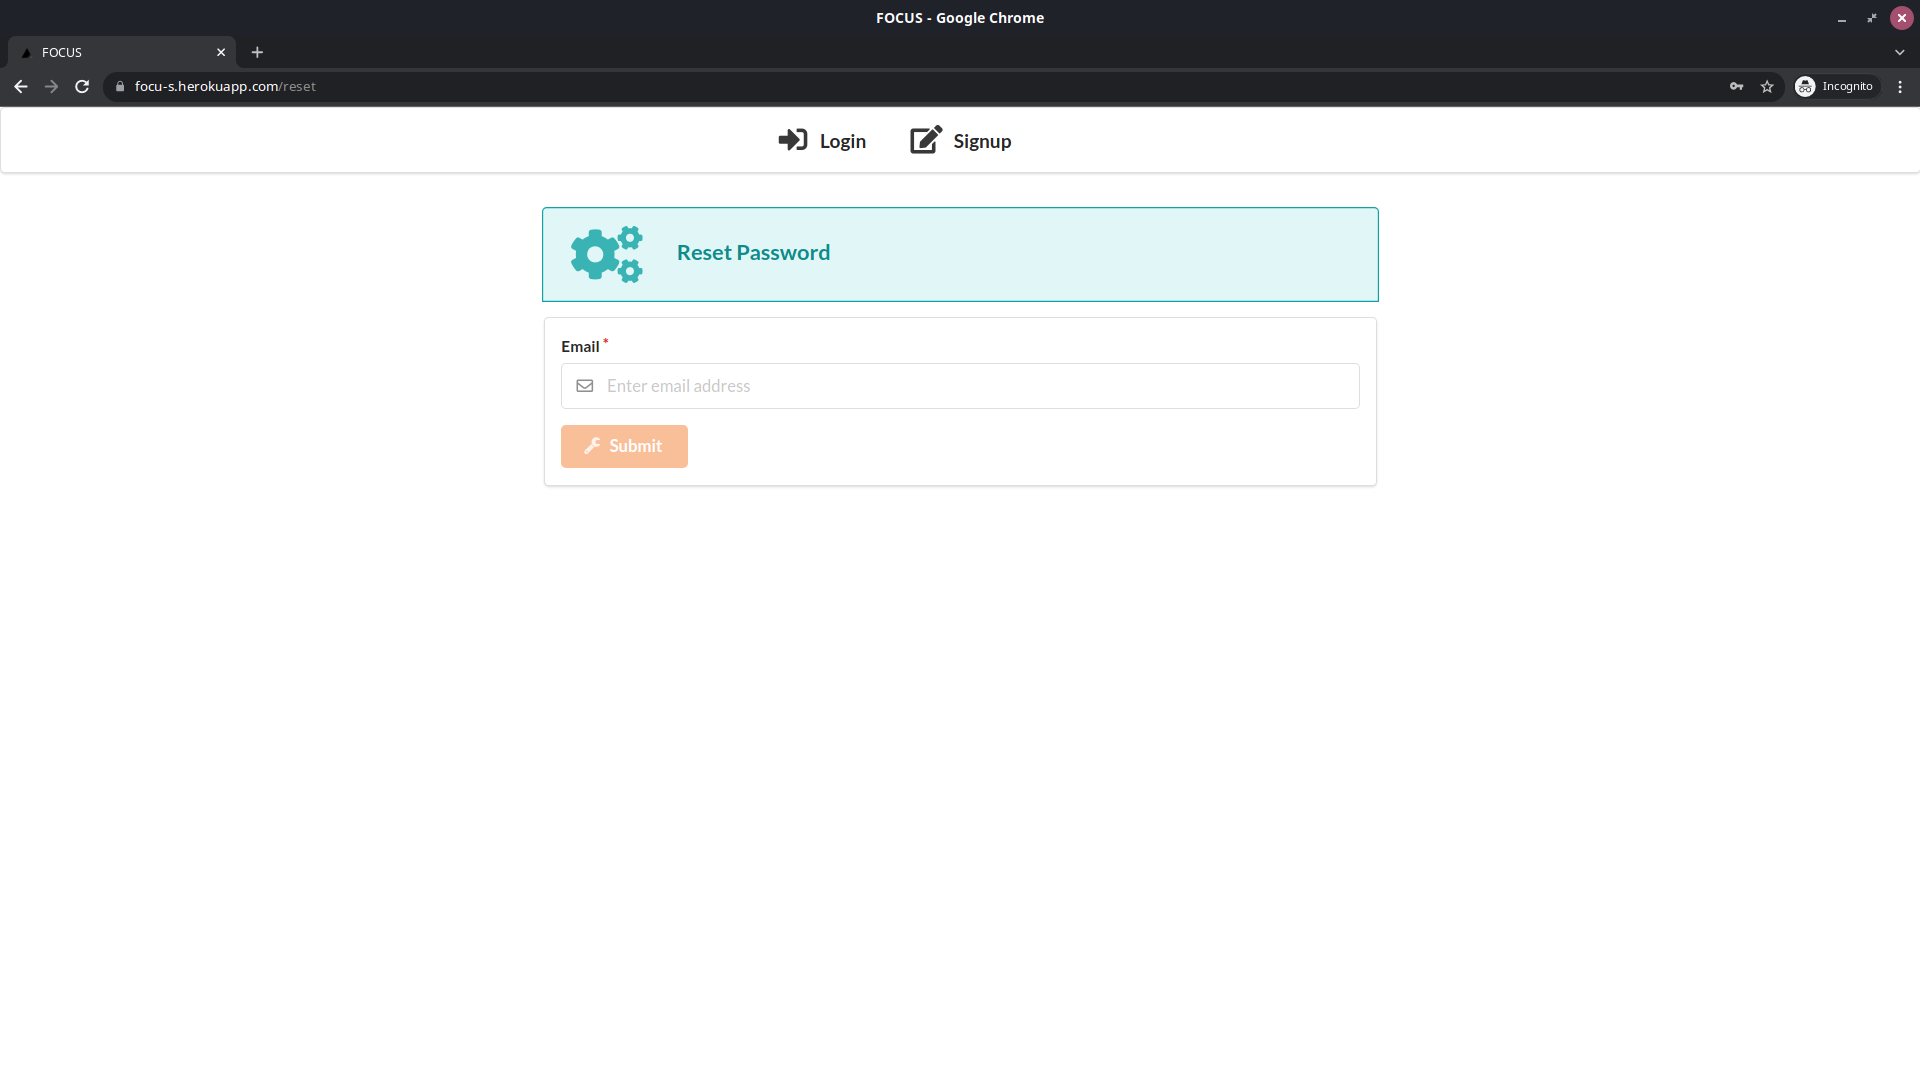 FOCUS - Google Chrome
FOCUS
focu-s.herokuapp.com/reset
Incognito
Login
Signup
Reset Password
Email *
Enter email address
Submit